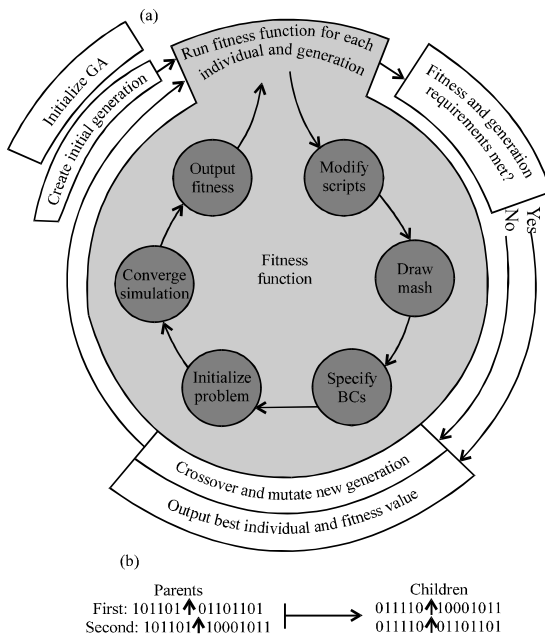 (a)
Initialize GA
Create initial generation
Run fitness function for each
individual and generation
Fitness and generation
requirements met?
Yes
No
Output
fitness
Modify
scripts
Converge
simulation
Fitness
function
Draw
mash
Initialize
problem
Specify
BCs
Crossover and mutate new generation
Output best individual and fitness value
(b)
Parents
First: 101101 01101101
Second: 101101 10001011
Children
011110 10001011
011110 01101101